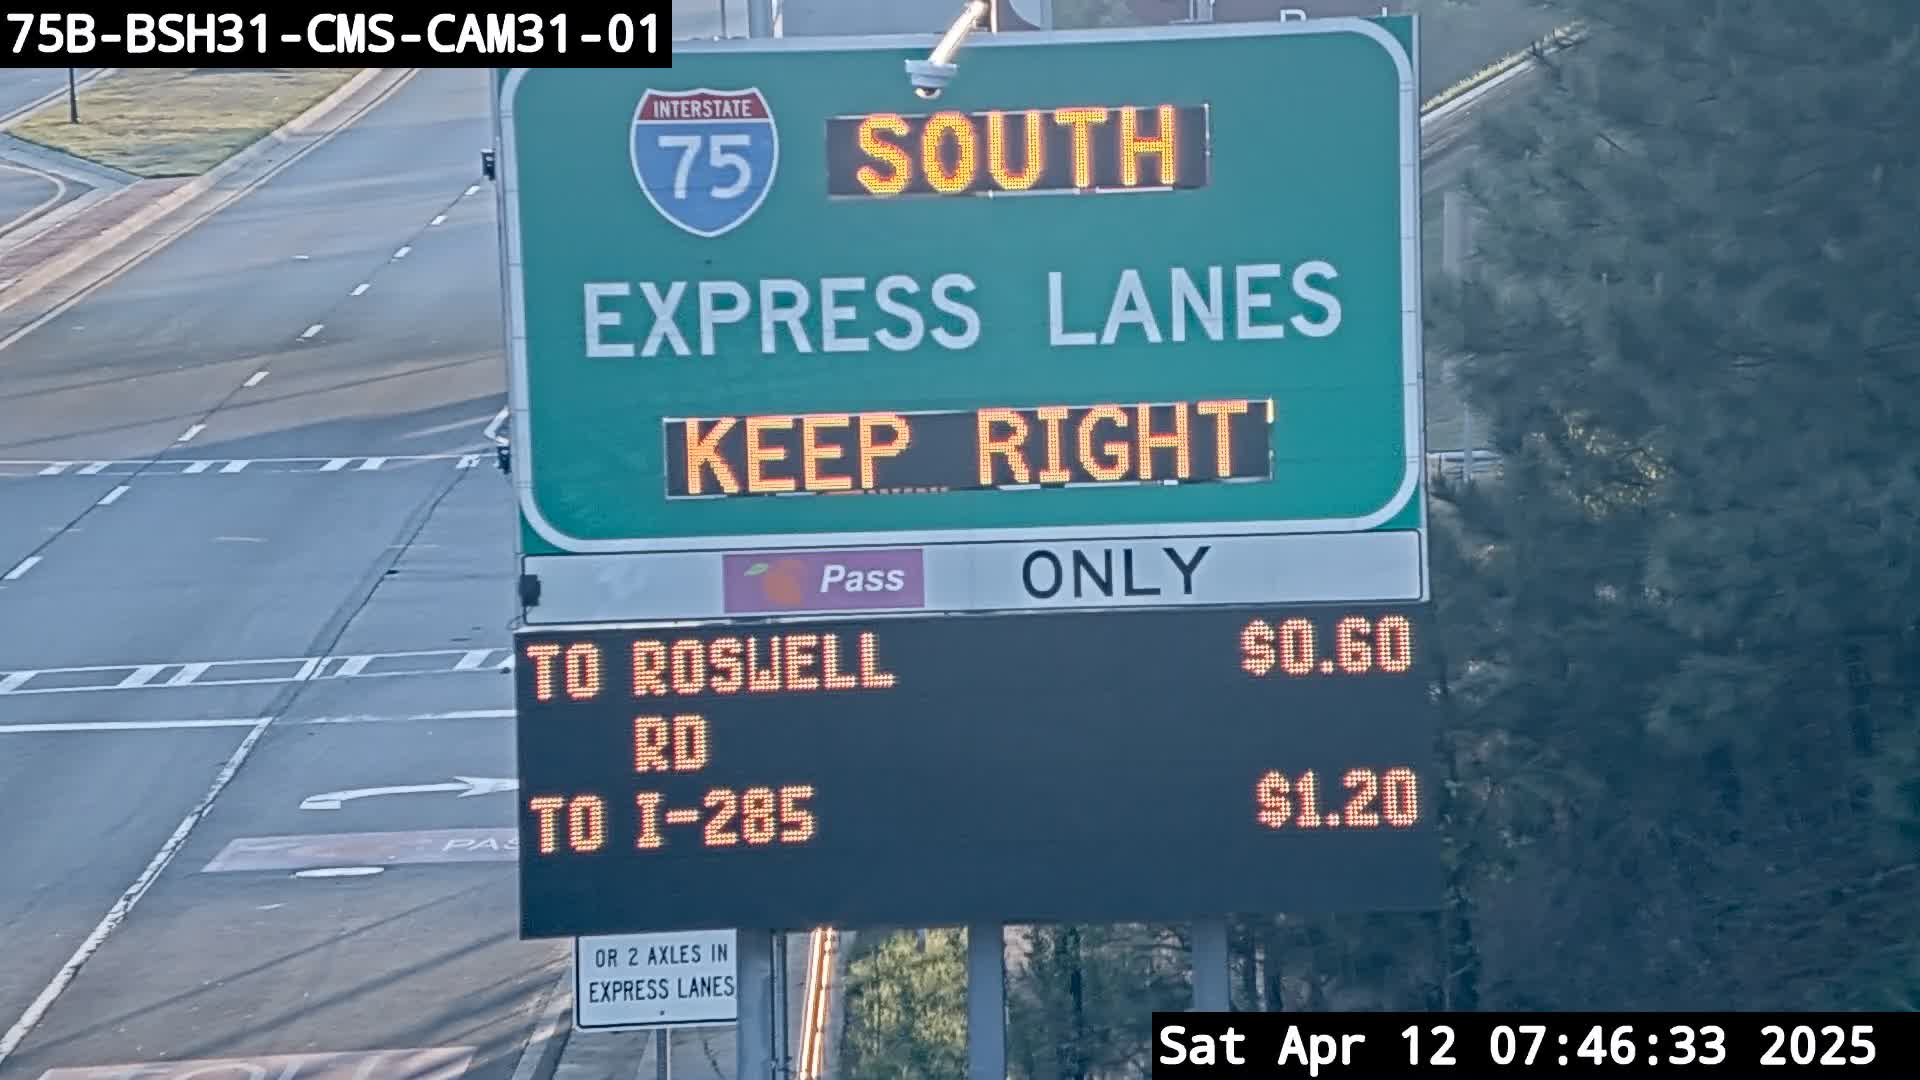 75B-BSH31-CMS-CAM31-01
INTERSTATE
75
SOUTH
EXPRESS LANES
KEEP RIGHT
Pass ONLY
TO ROSWELL $0.60
RD
TO I-285 $1.20
OR 2 AXLES IN
EXPRESS LANES
Sat Apr 12 07:46:33 2025